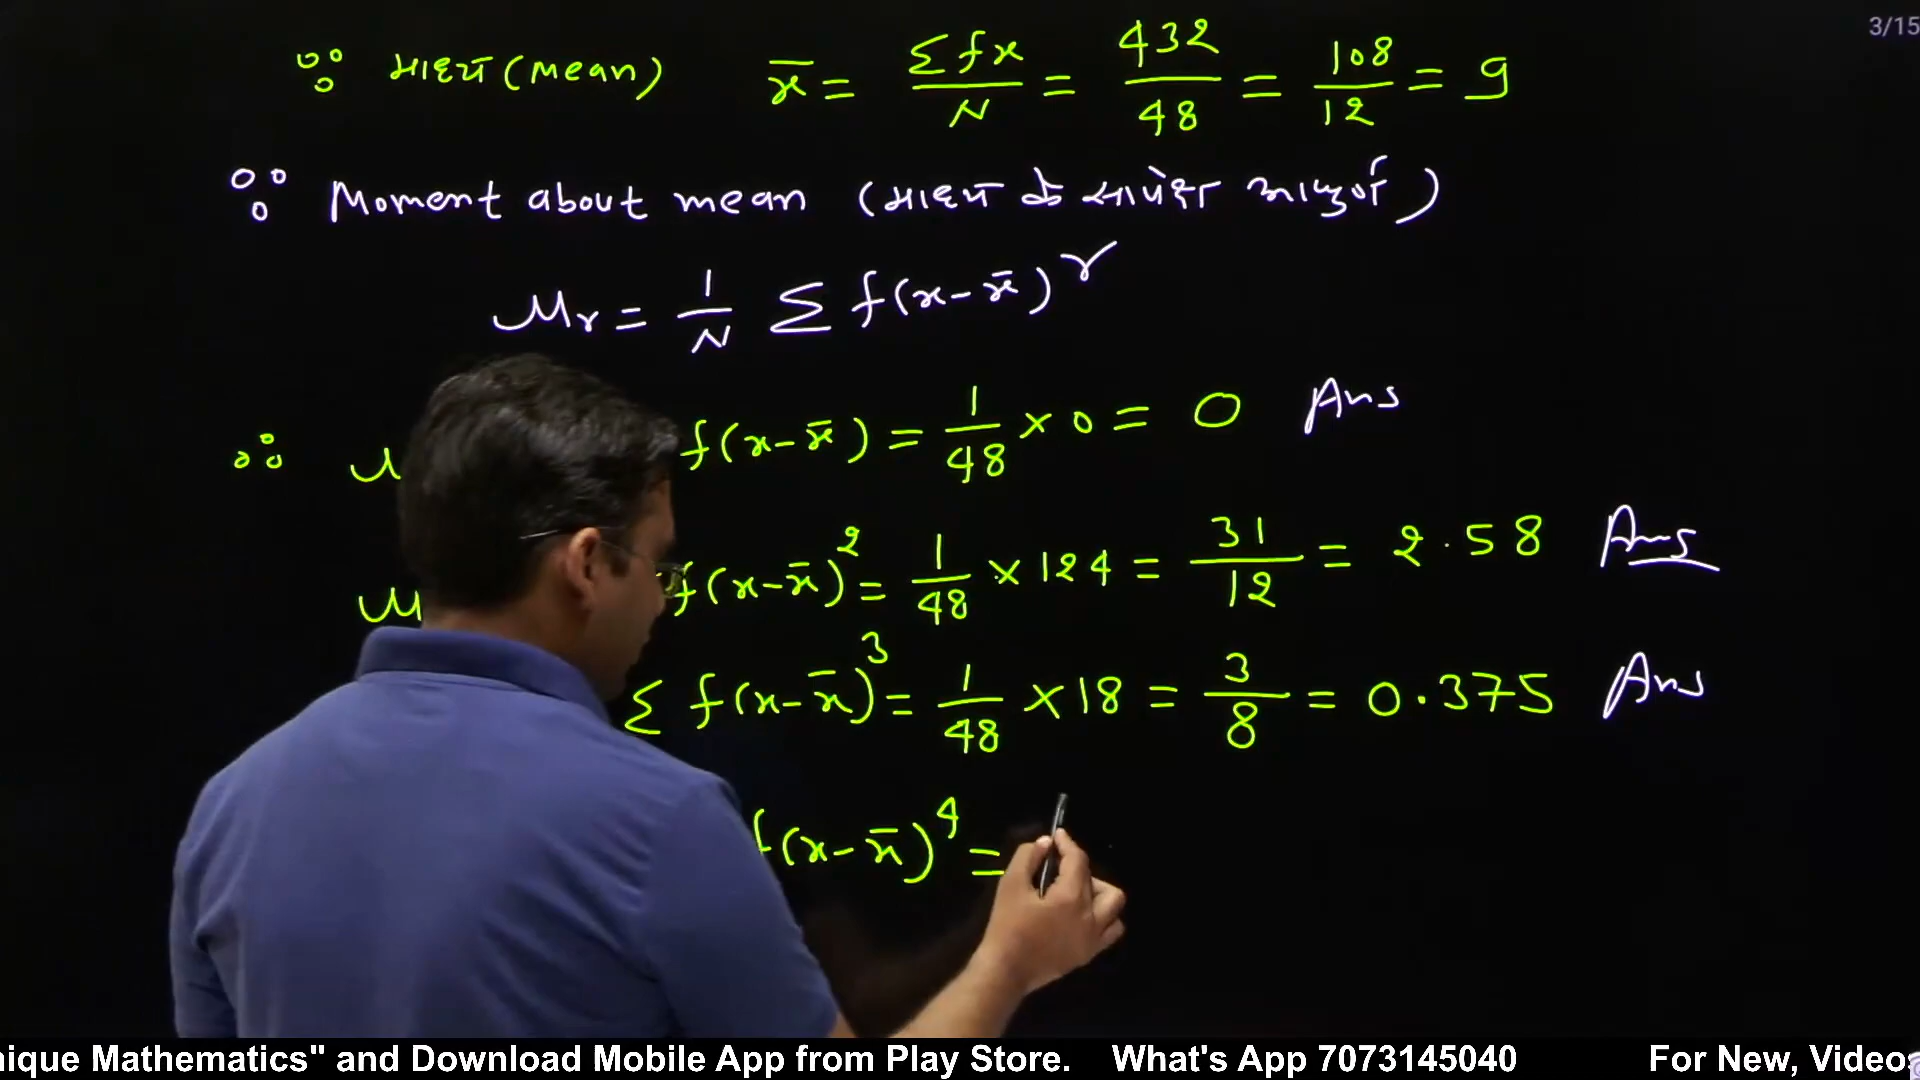 3/15
∵ माध्य (Mean) x̄ = Σfx/N = 432/48 = 108/12 = 9
∵ Moment about mean (माध्य के सापेक्ष आघूर्ण)
μr = 1/N Σ f(x-x̄)^r
∴ f(x-x̄) = 1/48 × 0 = 0 Ans
f(x-x̄)^2 = 1/48 × 124 = 31/12 = 2.58 Ans
Σ f(x-x̄)^3 = 1/48 × 18 = 3/8 = 0.375 Ans
f(x-x̄)^4 =
nique Mathematics" and Download Mobile App from Play Store. What's App 7073145040 For New, Videos